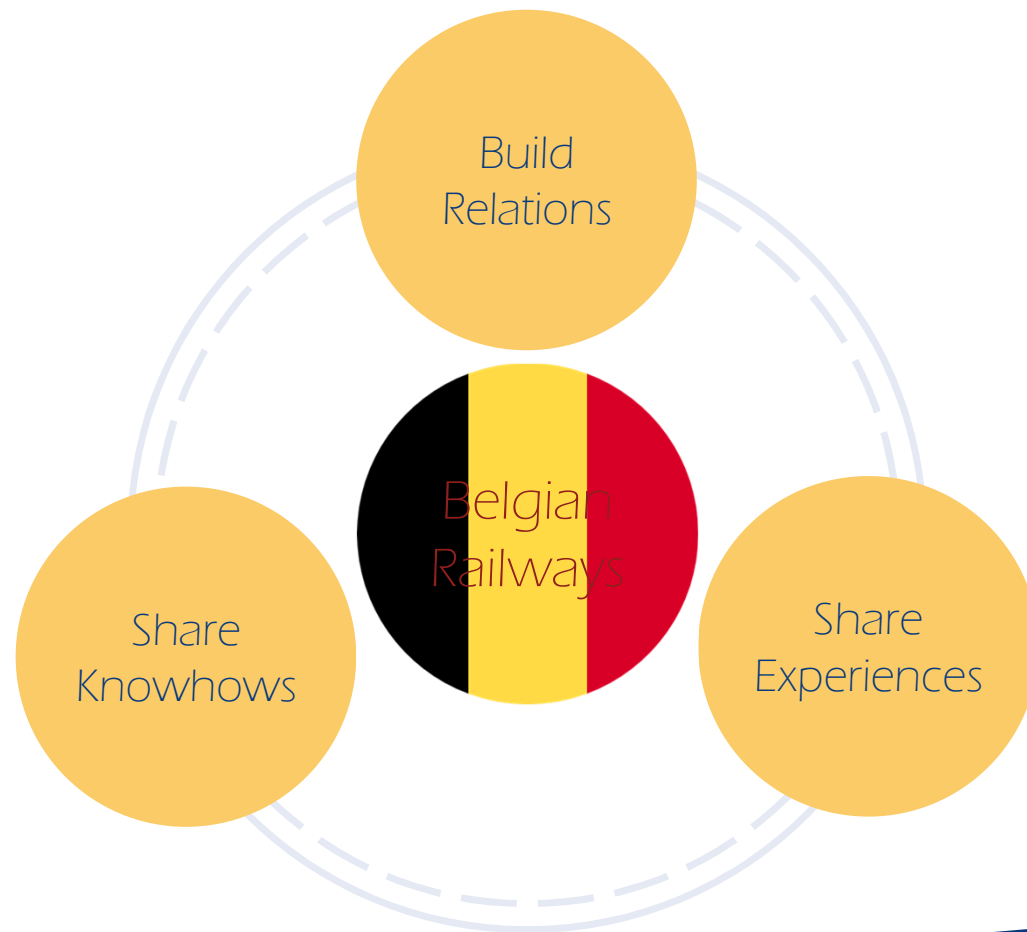 Build
Relations
Belgian
Railways
Share
Knowhows
Share
Experiences